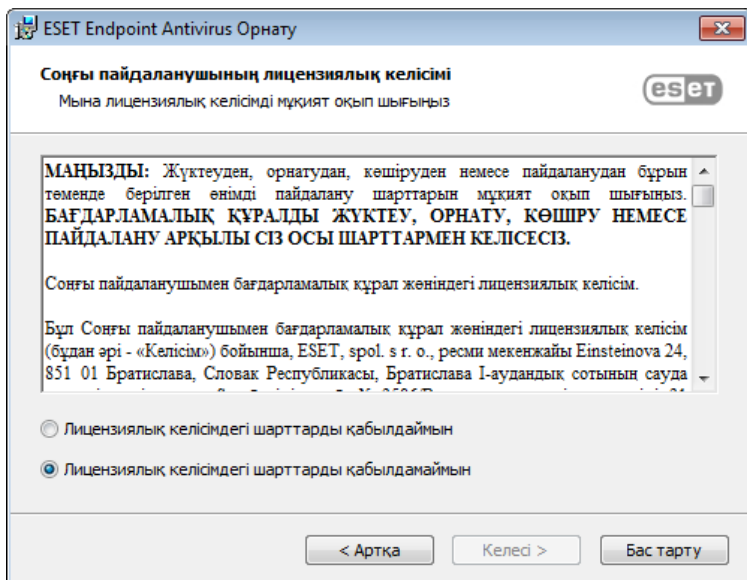 ESET Endpoint Antivirus Орнату
Соңғы пайдаланушының лицензиялық келісімі
Мына лицензиялық келісімді мұқият оқып шығыңыз
eset
МАҢЫЗДЫ: Жүктеуден, орнатудан, көшіруден немесе пайдаланудан бұрын
төменде берілген өнімді пайдалану шарттарын мұқият оқып шығыңыз.
БАҒДАРЛАМАЛЫҚ ҚҰРАЛДЫ ЖҮКТЕУ, ОРНАТУ, КӨШІРУ НЕМЕСЕ
ПАЙДАЛАНУ АРҚЫЛЫ СІЗ ОСЫ ШАРТТАРМЕН КЕЛІСЕСІЗ.
Соңғы пайдаланушымен бағдарламалық құрал жөніндегі лицензиялық келісім.
Бұл Соңғы пайдаланушымен бағдарламалық құрал жөніндегі лицензиялық келісім
(бұдан әрі - «Келісім») бойынша, ESET, spol. s r. o., ресми мекенжайы Einsteinova 24,
851 01 Братислава, Словак Республикасы, Братислава I-аудандық сотының сауда
Лицензиялық келісімдегі шарттарды қабылдаймын
Лицензиялық келісімдегі шарттарды қабылдамаймын
< Артқа
Келесі >
Бас тарту